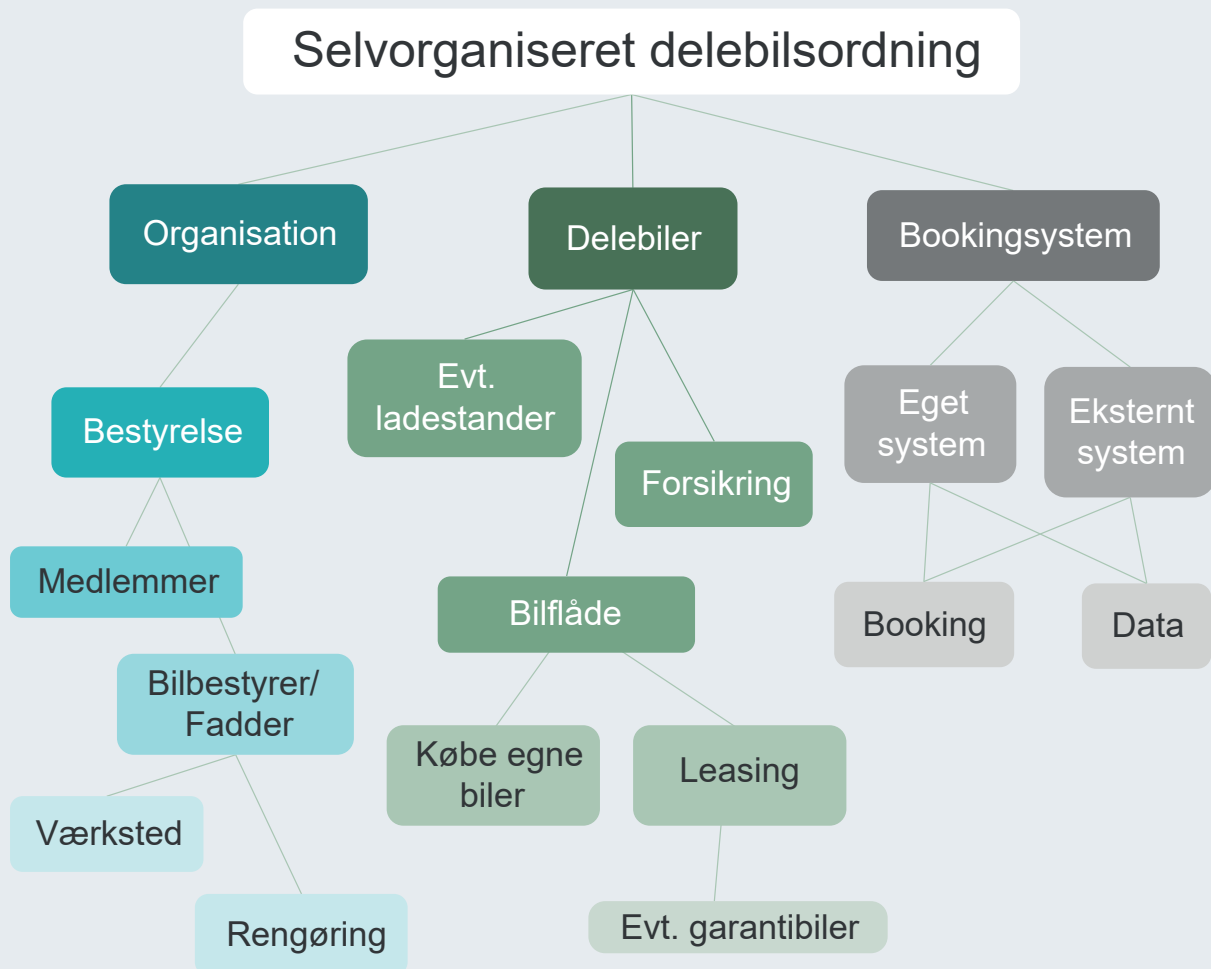 Selvorganiseret delebilsordning
Organisation
Delebiler
Bookingsystem
Evt.
ladestander
Eget
system
Eksternt
system
Bestyrelse
Forsikring
Medlemmer
Bilflåde
Booking
Data
Bilbestyrer/
Fadder
Købe egne
biler
Leasing
Værksted
Rengøring
Evt. garantibiler